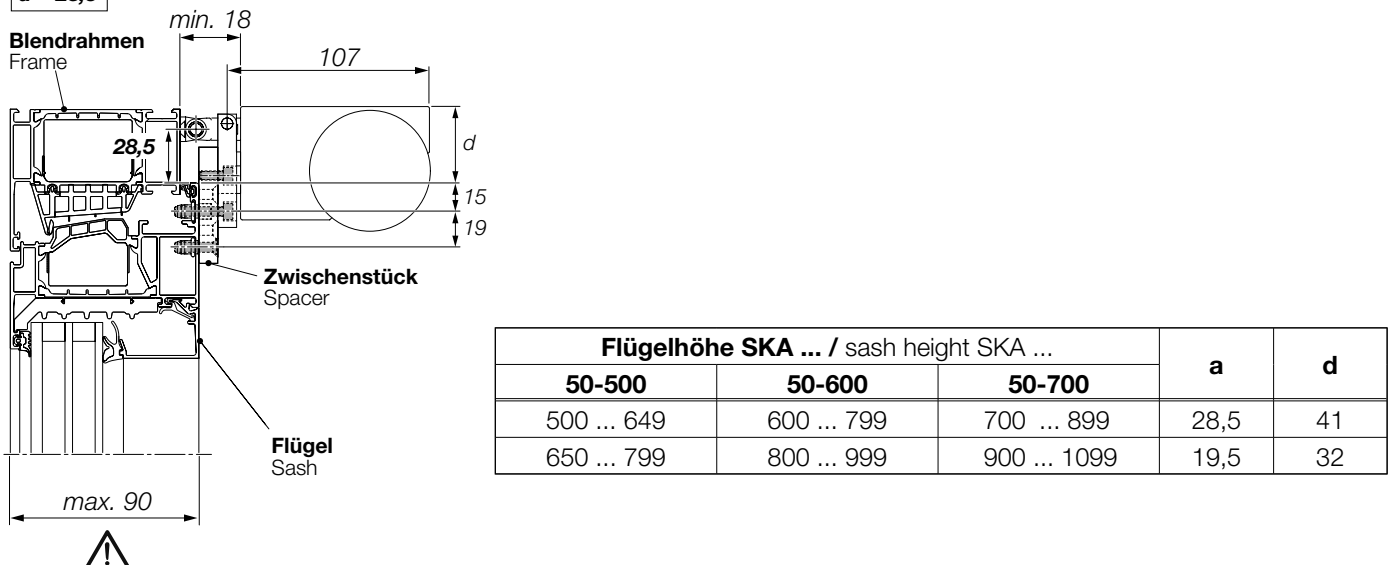 min. 18
Blendrahmen
Frame
107
28,5
d
15
19
Zwischenstück
Spacer
Flügel
Sash
max. 90
Flügelhöhe SKA ... / sash height SKA ...
a
d
50-500 50-600 50-700
500 ... 649 600 ... 799 700 ... 899 28,5 41
650 ... 799 800 ... 999 900 ... 1099 19,5 32